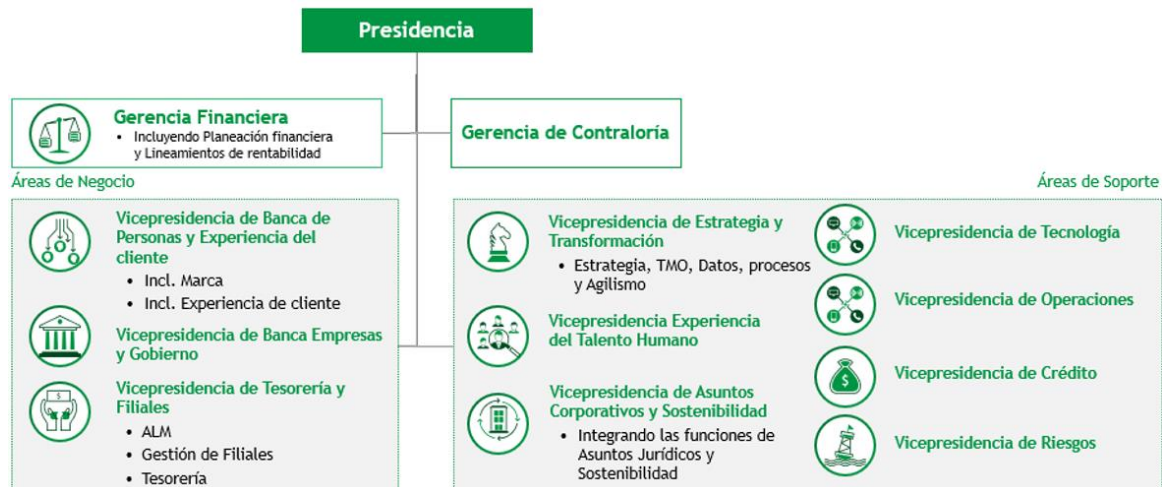 Presidencia
Gerencia Financiera
• Incluyendo Planeación financiera
y Lineamientos de rentabilidad
Gerencia de Contraloría
Áreas de Negocio
Vicepresidencia de Banca de
Personas y Experiencia del
cliente
• Incl. Marca
• Incl. Experiencia de cliente
Vicepresidencia de Banca Empresas
y Gobierno
Vicepresidencia de Tesorería y
Filiales
• ALM
• Gestión de Filiales
• Tesorería
Áreas de Soporte
Vicepresidencia de Estrategia y
Transformación
• Estrategia, TMO, Datos, procesos
y Agilismo
Vicepresidencia Experiencia
del Talento Humano
Vicepresidencia de Asuntos
Corporativos y Sostenibilidad
• Integrando las funciones de
Asuntos Jurídicos y
Sostenibilidad
Vicepresidencia de Tecnología
Vicepresidencia de Operaciones
Vicepresidencia de Crédito
Vicepresidencia de Riesgos